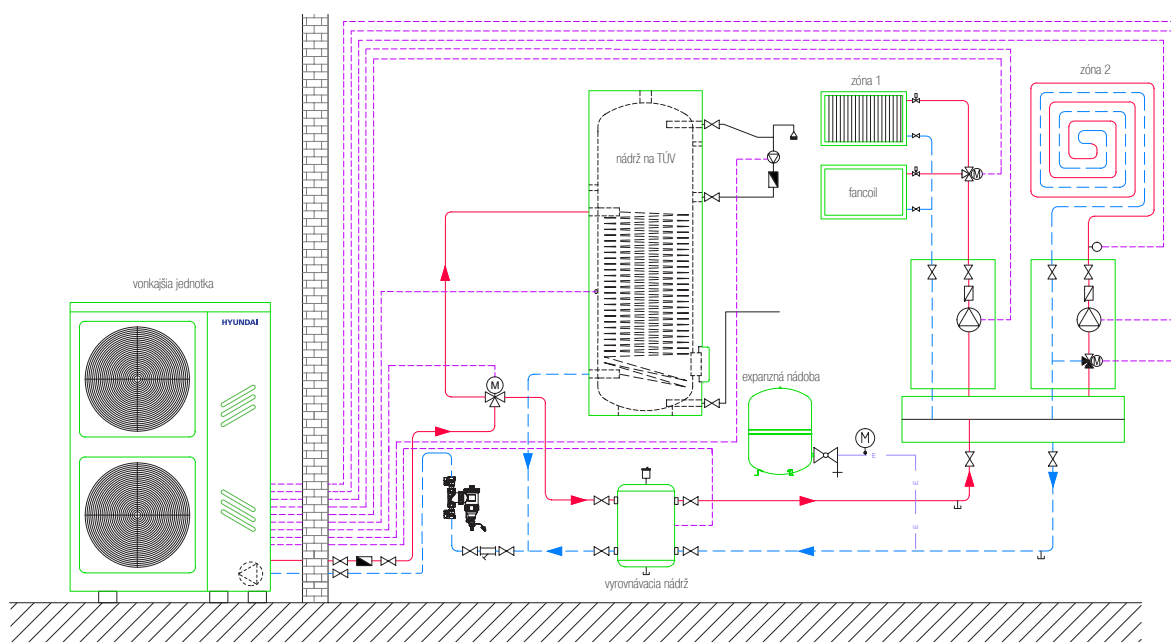 zóna 1
zóna 2
nádrž na TÚV
fancoil
vonkajšia jednotka
HYUNDAI
M
M
M
expanzná nádoba
M
E
E
E
vyrovnávacia nádrž